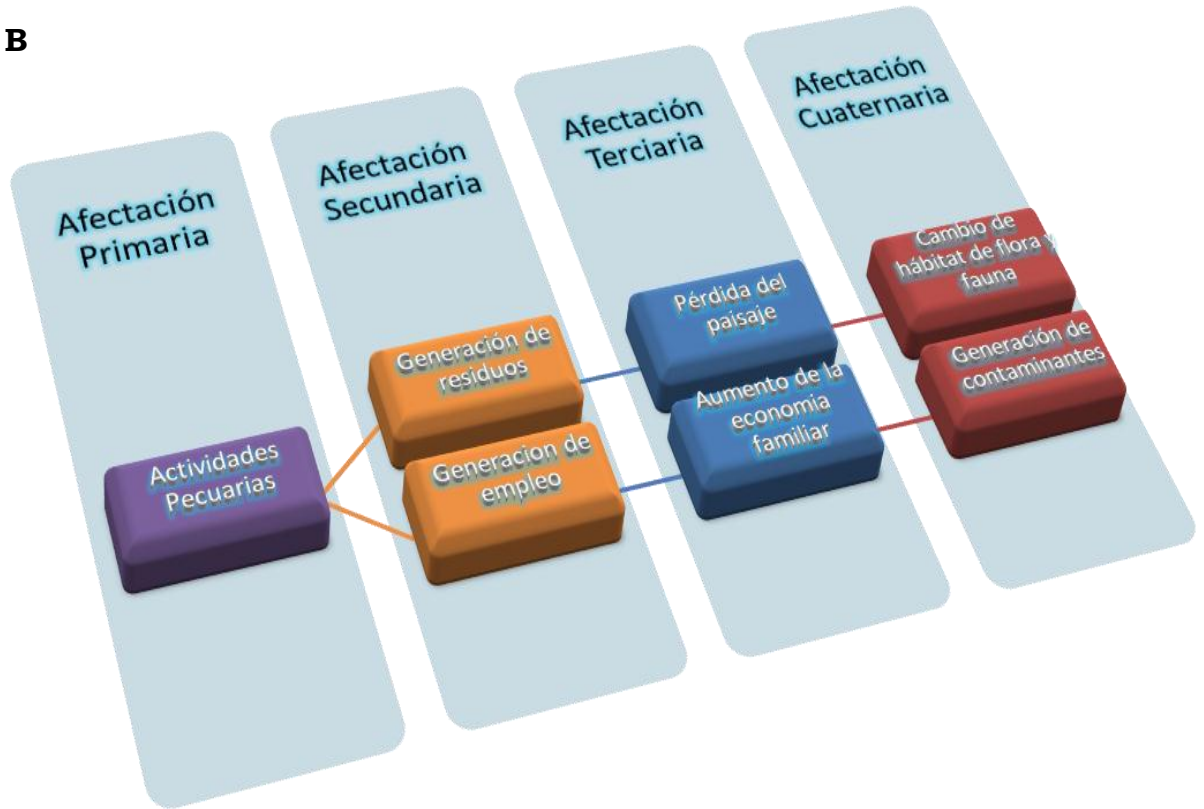 B
Afectación
Primaria
Afectación
Secundaria
Afectación
Terciaria
Afectación
Cuaternaria
Actividades
Pecuarias
Generación de
residuos
Generacion de
empleo
Pérdida del
paisaje
Aumento de la
economía
familiar
Cambio de
hábitat de flora y
fauna
Generación de
contaminantes